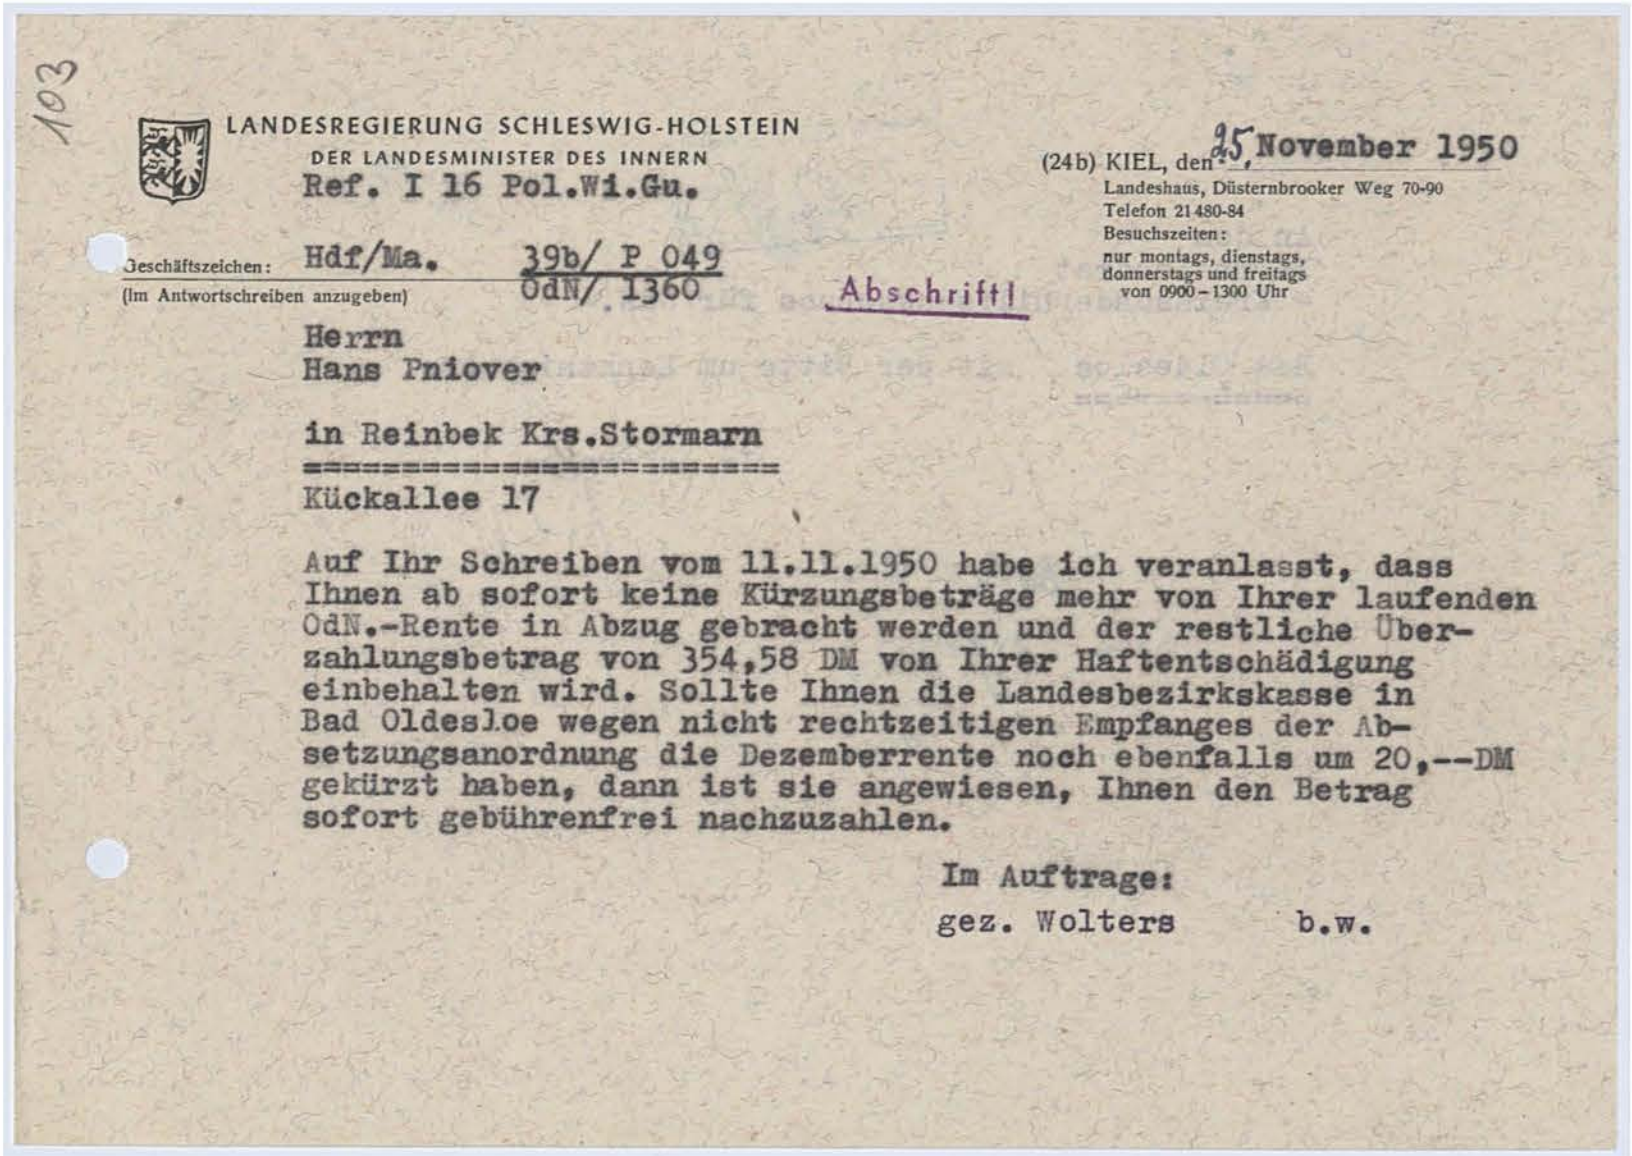 103
LANDESREGIERUNG SCHLESWIG-HOLSTEIN
DER LANDESMINISTER DES INNERN
Ref. I 16 Pol.Wi.Gu.
(24b) KIEL, den 25. November 1950
Landeshaus, Düsternbrooker Weg 70-90
Telefon 21480-84
Besuchszeiten:
nur montags, dienstags,
donnerstags und freitags
von 0900-1300 Uhr
Geschäftszeichen: Hdf/Ma. 39b/ P 049
(Im Antwortschreiben anzugeben) OdN/ 1360
Abschrift!
Herrn
Hans Pniover
in Reinbek Krs.Stormarn
========================
Kückallee 17
Auf Ihr Schreiben vom 11.11.1950 habe ich veranlasst, dass
Ihnen ab sofort keine Kürzungsbeträge mehr von Ihrer laufenden
OdN.-Rente in Abzug gebracht werden und der restliche Über-
zahlungsbetrag von 354,58 DM von Ihrer Haftentschädigung
einbehalten wird. Sollte Ihnen die Landesbezirkskasse in
Bad Oldesloe wegen nicht rechtzeitigen Empfanges der Ab-
setzungsanordnung die Dezemberrente noch ebenfalls um 20,--DM
gekürzt haben, dann ist sie angewiesen, Ihnen den Betrag
sofort gebührenfrei nachzuzahlen.
Im Auftrage:
gez. Wolters b.w.